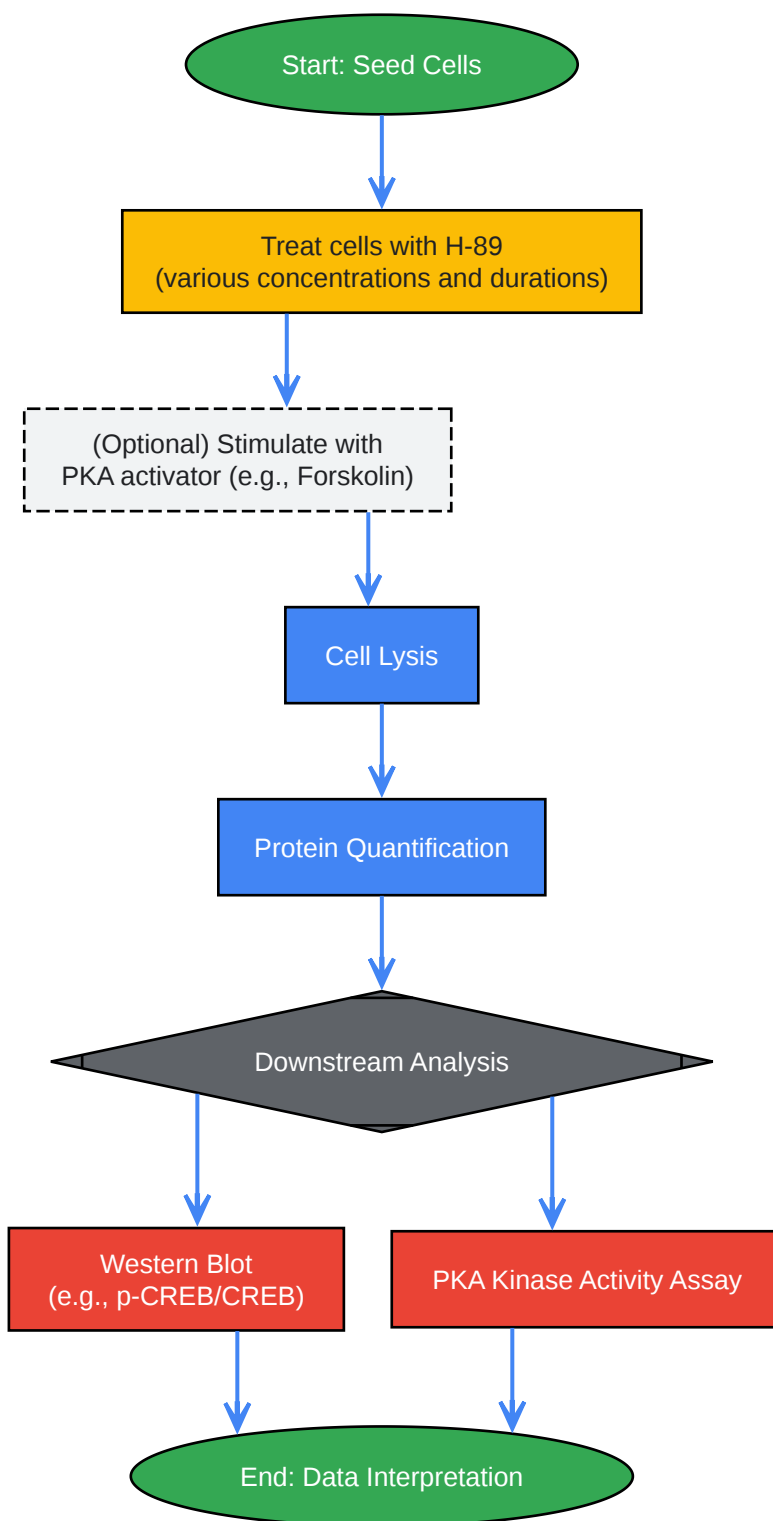 Start: Seed Cells
Treat cells with H-89
(various concentrations and durations)
(Optional) Stimulate with
PKA activator (e.g., Forskolin)
Cell Lysis
Protein Quantification
Downstream Analysis
Western Blot
(e.g., p-CREB/CREB)
PKA Kinase Activity Assay
End: Data Interpretation